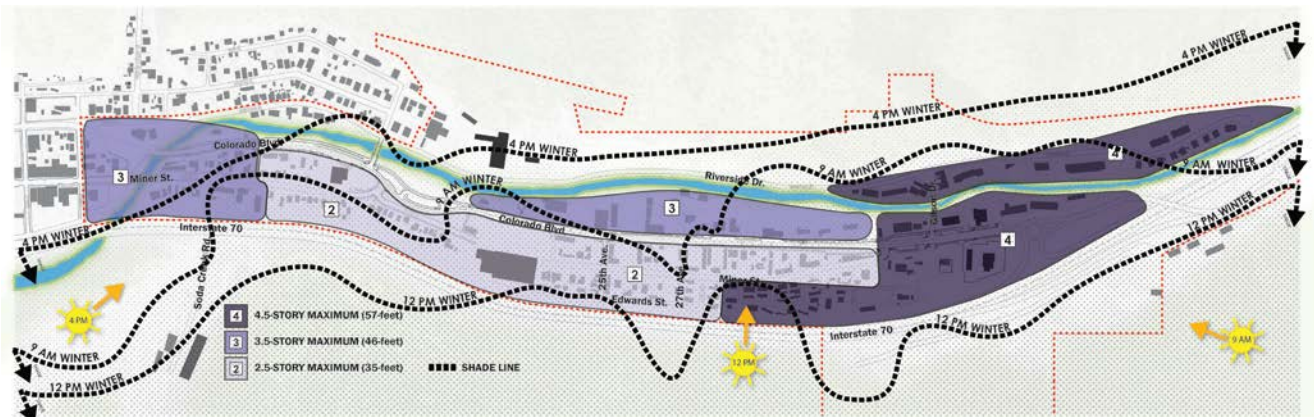 4 PM WINTER
4 PM WINTER
4 PM WINTER
4 PM WINTER
Colorado Blvd
3
Miner St.
9 AM WINTER
Riverside Dr.
9 AM WINTER
4
9 AM WINTER
12 PM WINTER
2
3
Colorado Blvd
Interstate 70
Soda Creek Rd.
25th Ave.
2
27th Ave.
Miner St.
4
Edwards St.
12 PM WINTER
12 PM WINTER
Interstate 70
4 PM
12 PM
9 AM
9 AM WINTER
12 PM WINTER
4 4.5-STORY MAXIMUM (57-feet)
3 3.5-STORY MAXIMUM (46-feet)
2 2.5-STORY MAXIMUM (35-feet)
SHADE LINE